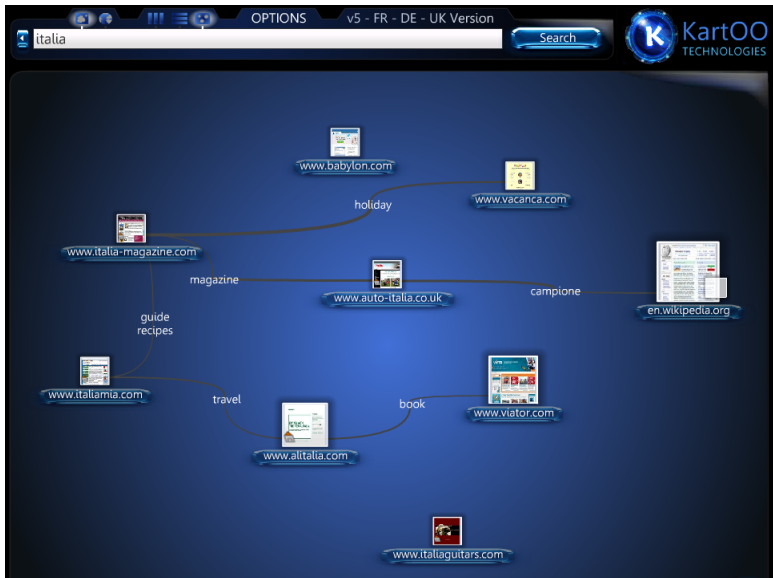 OPTIONS
v5 - FR - DE - UK Version
italia
Search
KartOO
TECHNOLOGIES
K
www.babylon.com
www.vacanca.com
holiday
www.italia-magazine.com
magazine
www.auto-italia.co.uk
campione
en.wikipedia.org
guide
recipes
www.italiamia.com
travel
book
www.viator.com
www.alitalia.com
www.italiaguitars.com